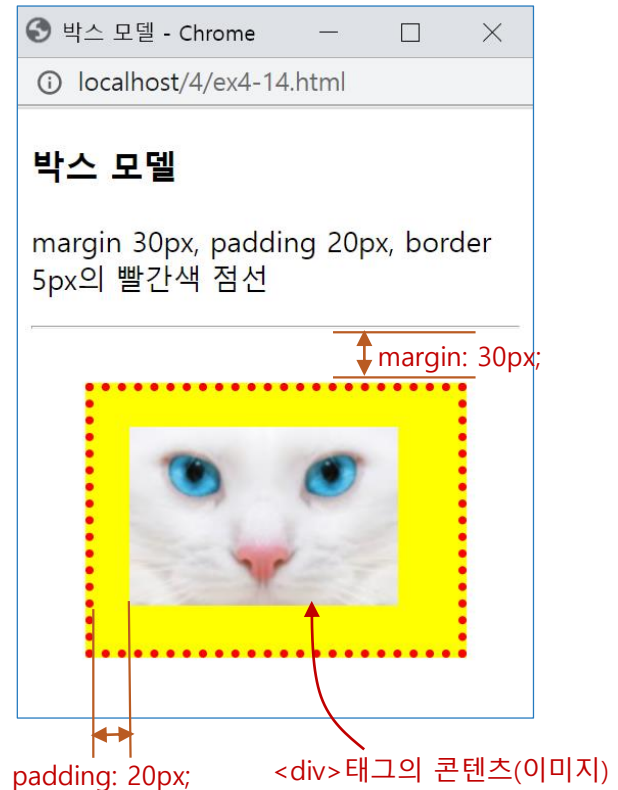 박스 모델 - Chrome
localhost/4/ex4-14.html
박스 모델
margin 30px, padding 20px, border
5px의 빨간색 점선
margin: 30px;
padding: 20px;
<div>태그의 콘텐츠(이미지)